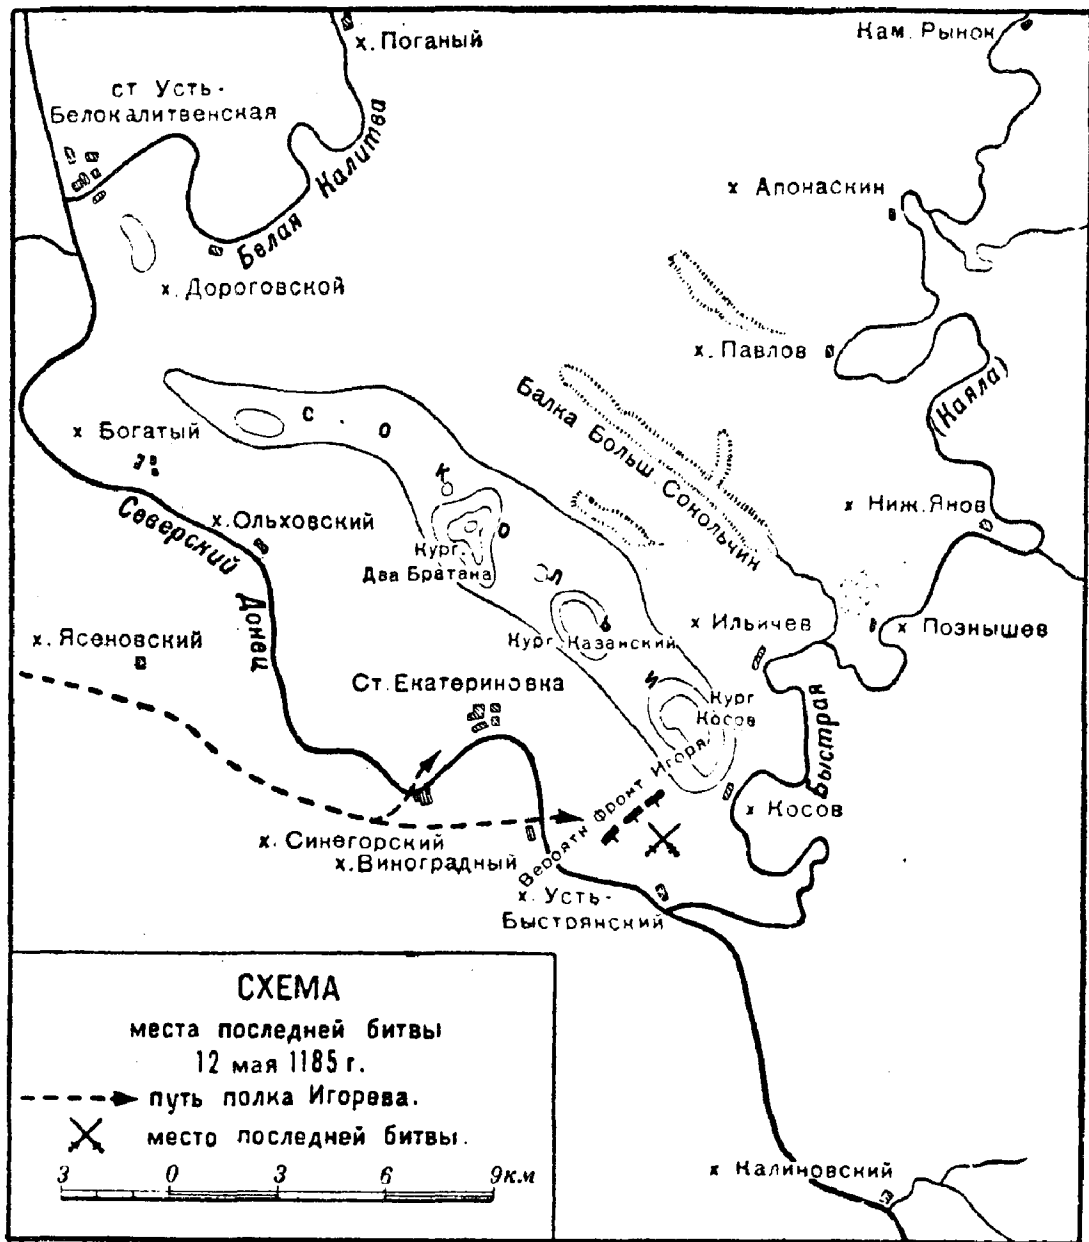 х. Поганый
Кам. Рынок
ст Усть-
Белокалитвенская
Белая Калитва
х Апонаскин
х. Дороговской
х. Павлов
(Каяла)
СОКОЛИ
Балка Больш. Сокольчин
х Богатый
Северский Донец
х. Ольховский
х Ниж. Янов
Кург.
Два Братана
х. Ясеновский
Кург. Казанский
х Ильичев
х Познышев
Ст. Екатериновка
Кург
Косов
Быстрая
Вероятн фронт Игоря
х Косов
х. Синегорский
х. Виноградный
х. Усть-
Быстрянский
СХЕМА
места последней битвы
12 мая 1185 г.
путь полка Игорева.
место последней битвы.
3 0 3 6 9км
х Калиновский